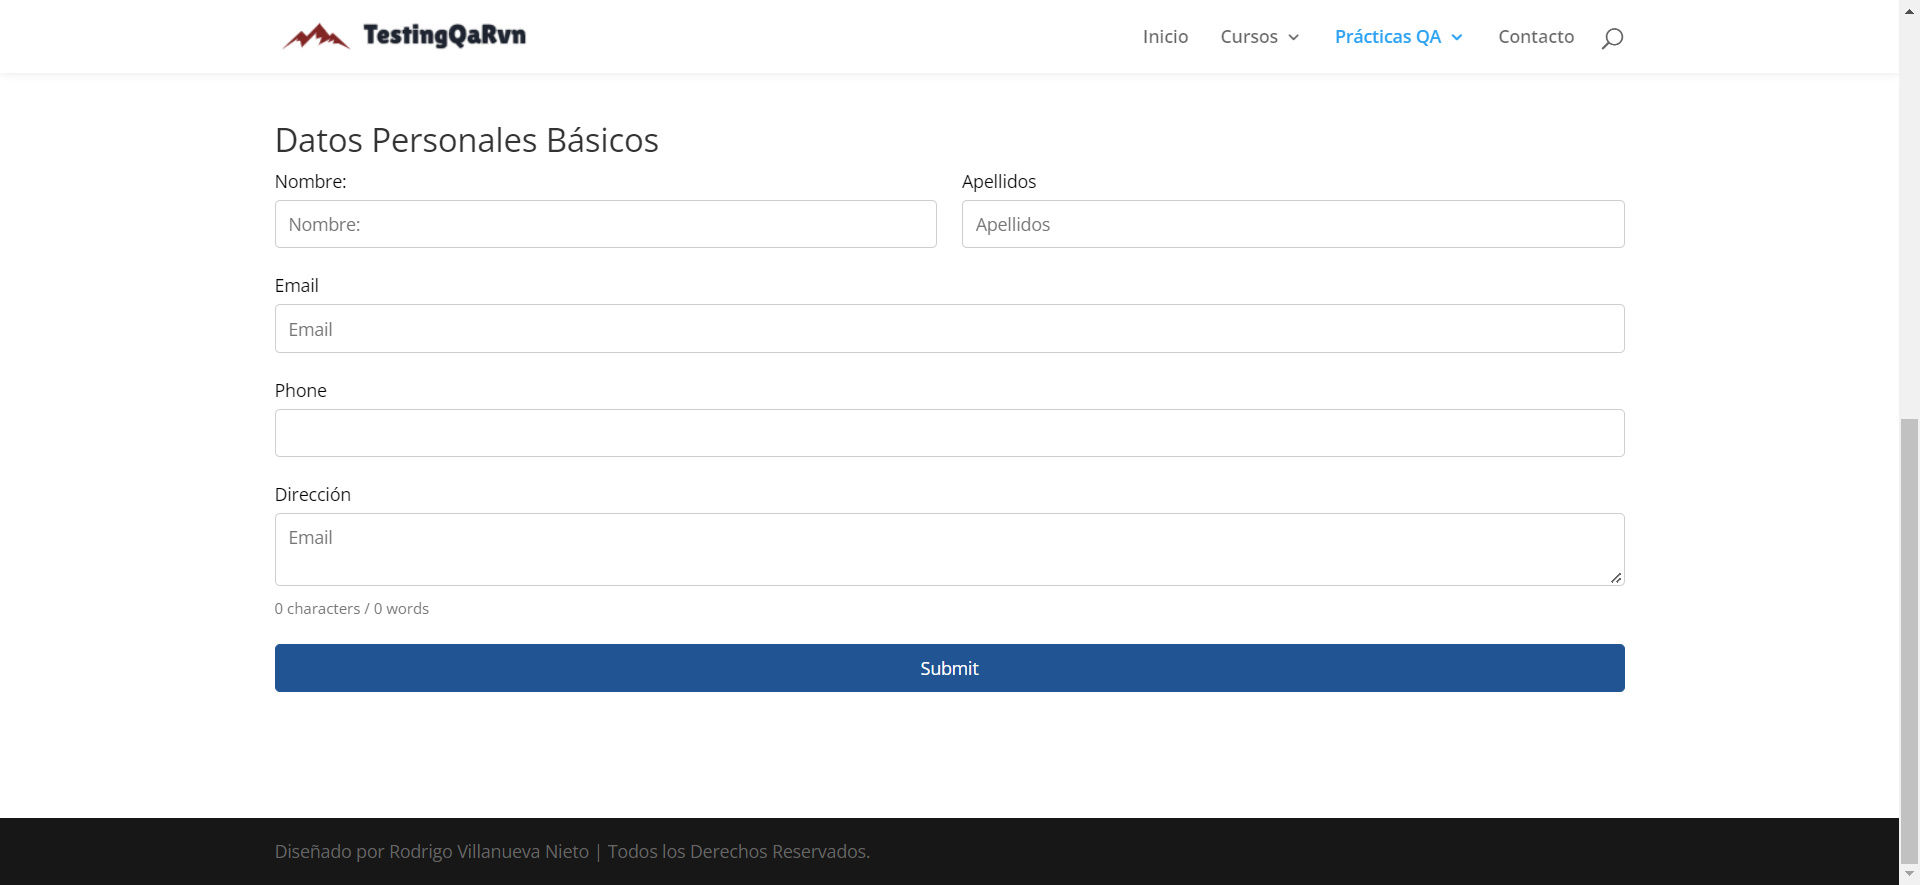 TestingQaRvn
Inicio Cursos Prácticas QA Contacto
Datos Personales Básicos
Nombre: Apellidos
Nombre: Apellidos
Email
Email
Phone
Dirección
Email
0 characters / 0 words
Submit
Diseñado por Rodrigo Villanueva Nieto | Todos los Derechos Reservados.